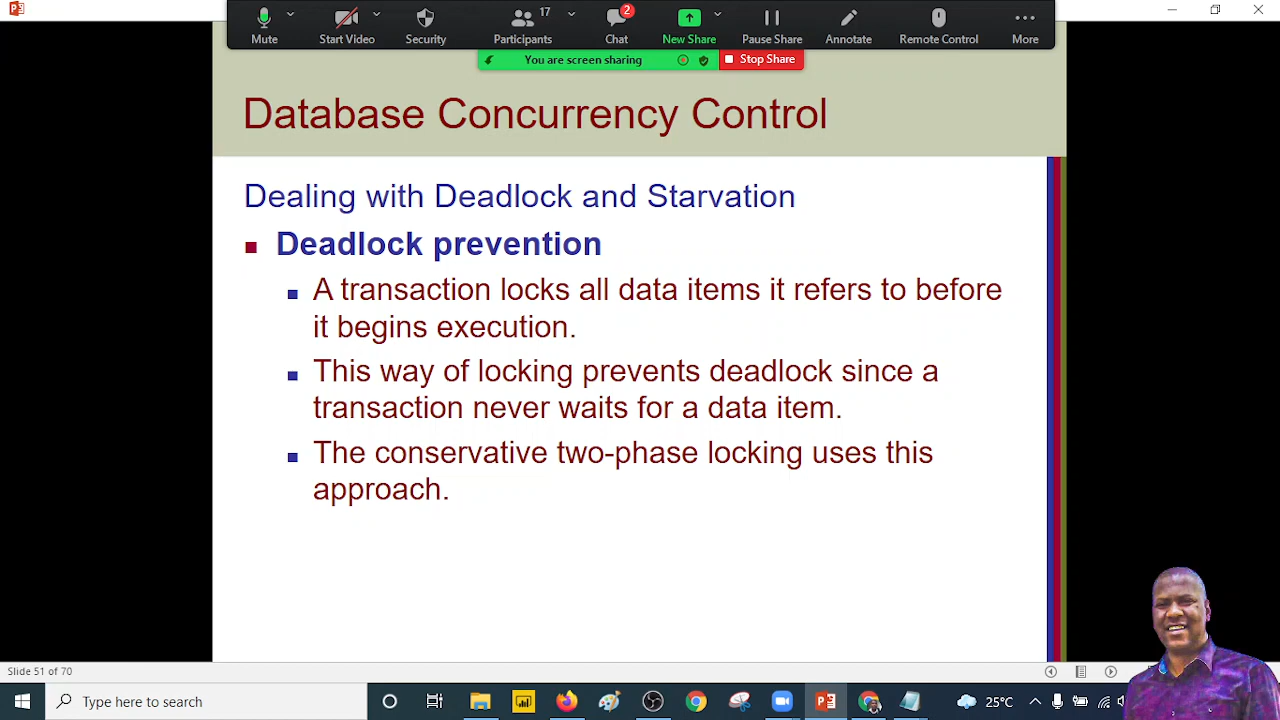 17
2
Mute
Start Video
Security
Participants
Chat
New Share
Pause Share
Annotate
Remote Control
More
You are screen sharing
Stop Share
Database Concurrency Control
Dealing with Deadlock and Starvation
Deadlock prevention
A transaction locks all data items it refers to before
it begins execution.
This way of locking prevents deadlock since a
transaction never waits for a data item.
The conservative two-phase locking uses this
approach.
Slide 51 of 70
Type here to search
25°C